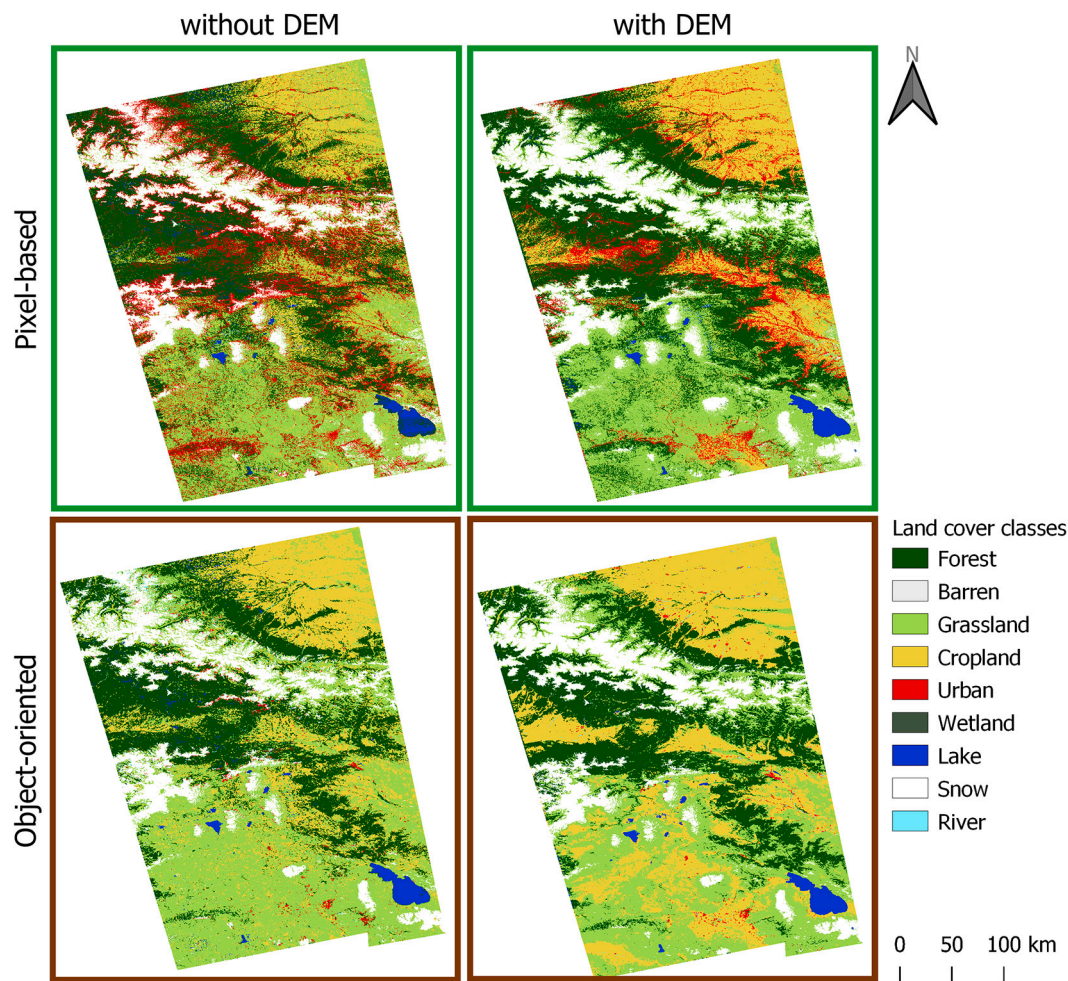 without DEM
with DEM
N
Pixel-based
Object-oriented
Land cover classes
Forest
Barren
Grassland
Cropland
Urban
Wetland
Lake
Snow
River
0 50 100 km